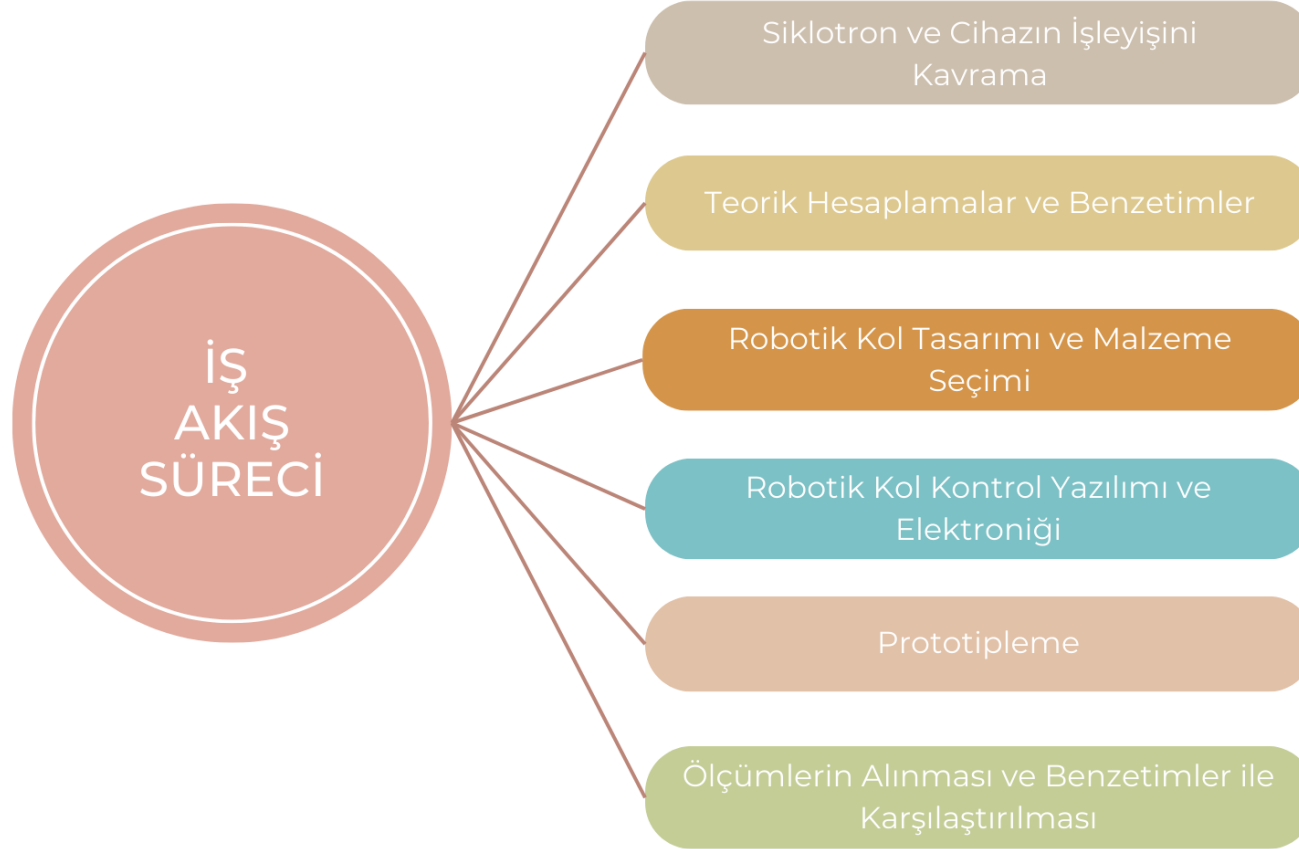 İŞ
AKIŞ
SÜRECİ
Siklotron ve Cihazın İşleyişini
Kavrama
Teorik Hesaplamalar ve Benzetimler
Robotik Kol Tasarımı ve Malzeme
Seçimi
Robotik Kol Kontrol Yazılımı ve
Elektroniği
Prototipleme
Ölçümlerin Alınması ve Benzetimler ile
Karşılaştırılması